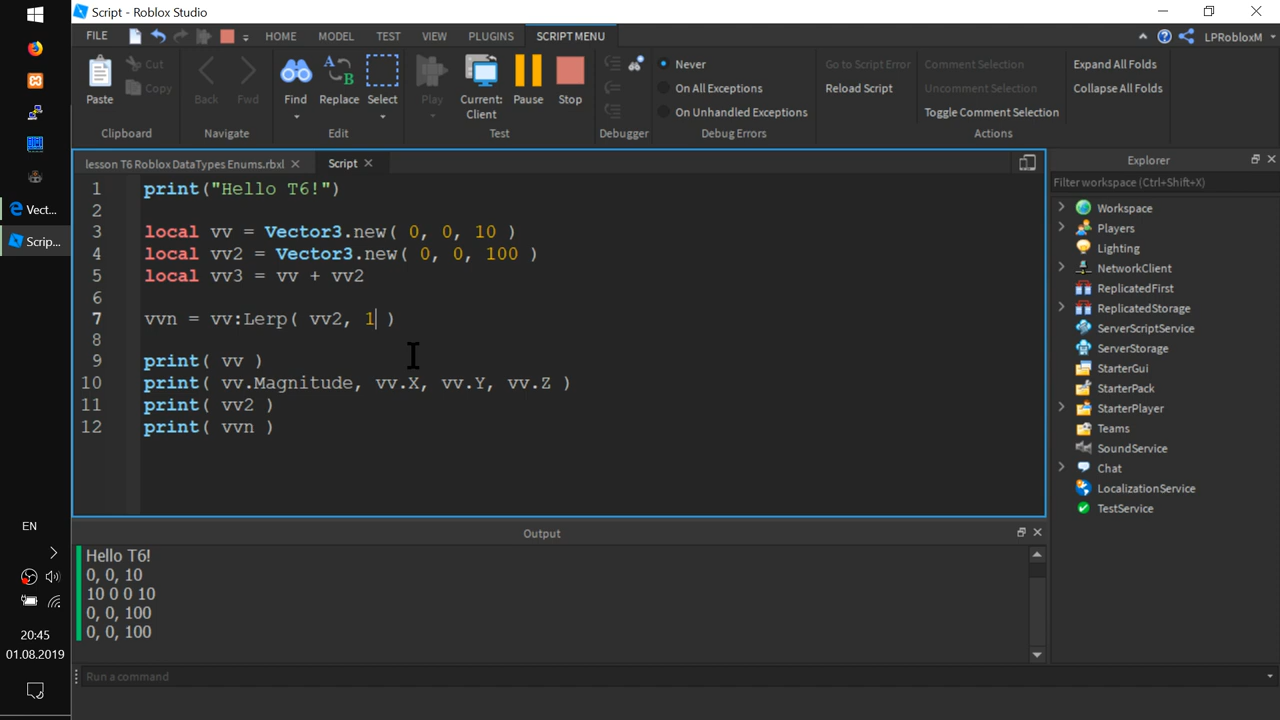 Script - Roblox Studio
FILE HOME MODEL TEST VIEW PLUGINS SCRIPT MENU LPRobloxM
Paste Cut Copy Back Fwd Find Replace Select Play Current: Client Pause Stop
Never
On All Exceptions
On Unhandled Exceptions
Go to Script Error
Reload Script
Comment Selection
Uncomment Selection
Toggle Comment Selection
Expand All Folds
Collapse All Folds
Clipboard Navigate Edit Test Debugger Debug Errors Actions
lesson T6 Roblox DataTypes Enums.rbxl Script
1 print("Hello T6!")
2
3 local vv = Vector3.new( 0, 0, 10 )
4 local vv2 = Vector3.new( 0, 0, 100 )
5 local vv3 = vv + vv2
6
7 vvn = vv:Lerp( vv2, 1 )
8
9 print( vv )
10 print( vv.Magnitude, vv.X, vv.Y, vv.Z )
11 print( vv2 )
12 print( vvn )
Explorer
Filter workspace (Ctrl+Shift+X)
Workspace
Players
Lighting
NetworkClient
ReplicatedFirst
ReplicatedStorage
ServerScriptService
ServerStorage
StarterGui
StarterPack
StarterPlayer
Teams
SoundService
Chat
LocalizationService
TestService
Output
Hello T6!
0, 0, 10
10 0 0 10
0, 0, 100
0, 0, 100
Run a command
Vect...
Scrip...
EN
20:45
01.08.2019